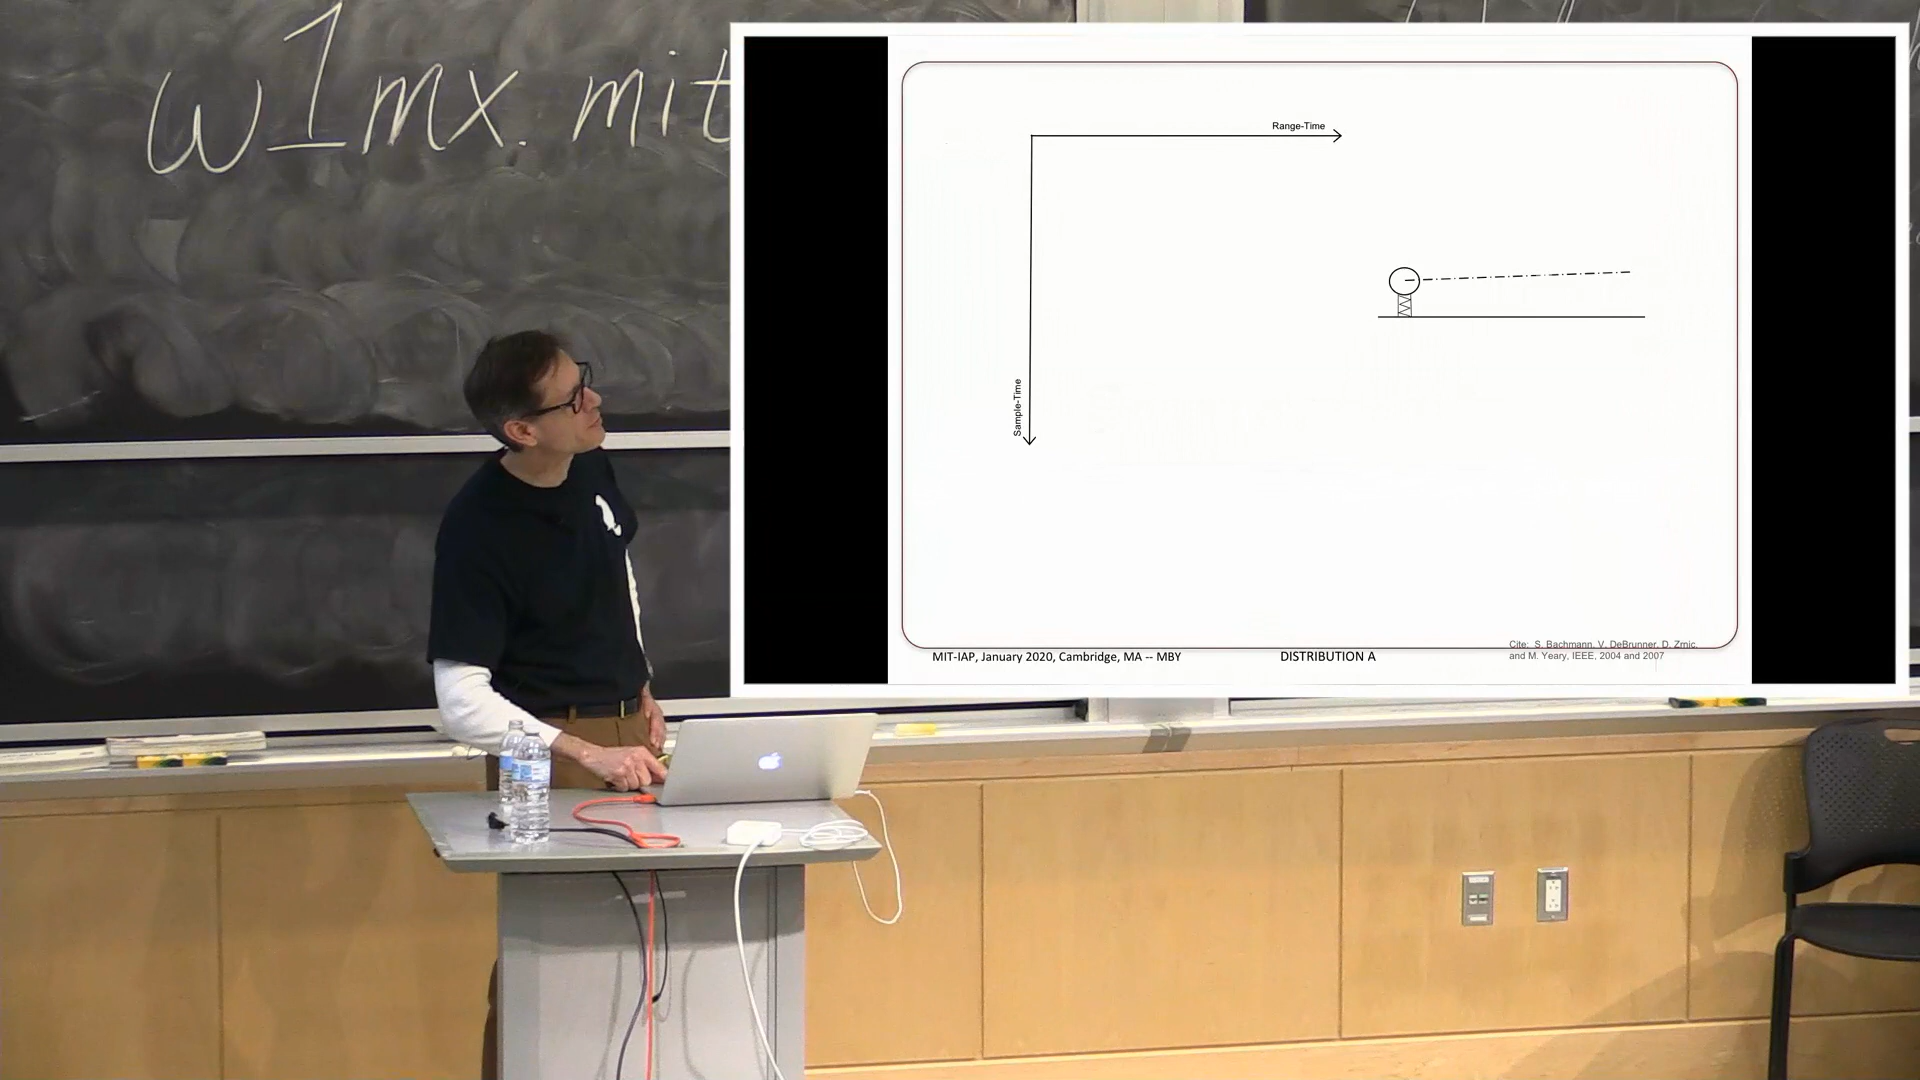 w1mx.mit
Range-Time
Sample-Time
Cite: S. Bachmann, V. DeBrunner, D. Zrnic,
and M. Yeary, IEEE, 2004 and 2007
MIT-IAP, January 2020, Cambridge, MA -- MBY
DISTRIBUTION A